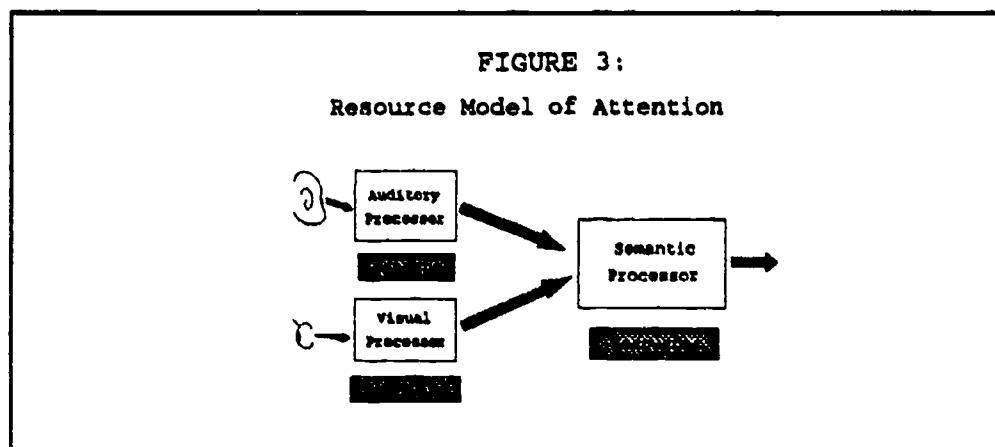 FIGURE 3:
Resource Model of Attention
Auditory
Processor
Semantic
Processor
Visual
Processor